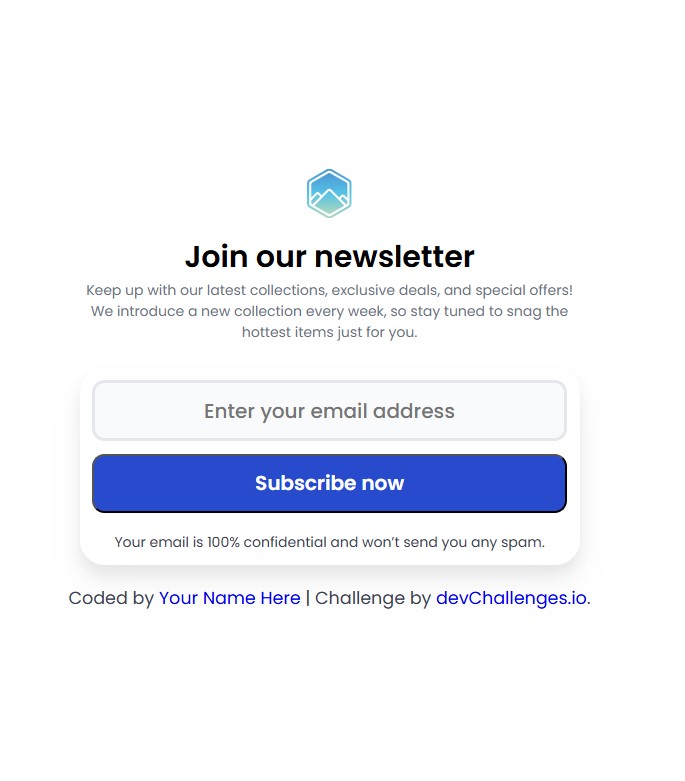 Join our newsletter
Keep up with our latest collections, exclusive deals, and special offers!
We introduce a new collection every week, so stay tuned to snag the
hottest items just for you.
Enter your email address
Subscribe now
Your email is 100% confidential and won’t send you any spam.
Coded by Your Name Here | Challenge by devChallenges.io.